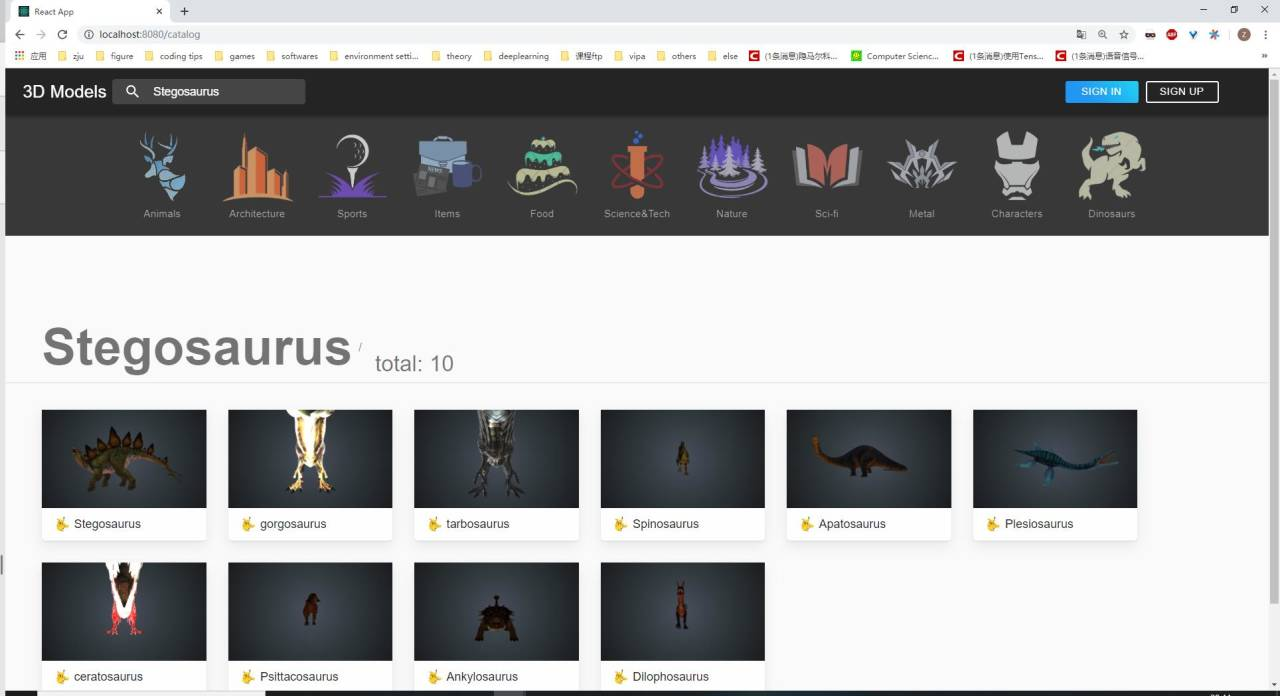 React App
localhost:8080/catalog
应用 zju figure coding tips games softwares environment setti... theory deeplearning 课程ftp vipa others else (1条消息)隐马尔科... Computer Scienc... (1条消息)使用Tens... (1条消息)语音信号...
3D Models Stegosaurus SIGN IN SIGN UP
NEWS
Animals Architecture Sports Items Food Science&Tech Nature Sci-fi Metal Characters Dinosaurs
Stegosaurus / total: 10
Stegosaurus gorgosaurus tarbosaurus Spinosaurus Apatosaurus Plesiosaurus
ceratosaurus Psittacosaurus Ankylosaurus Dilophosaurus